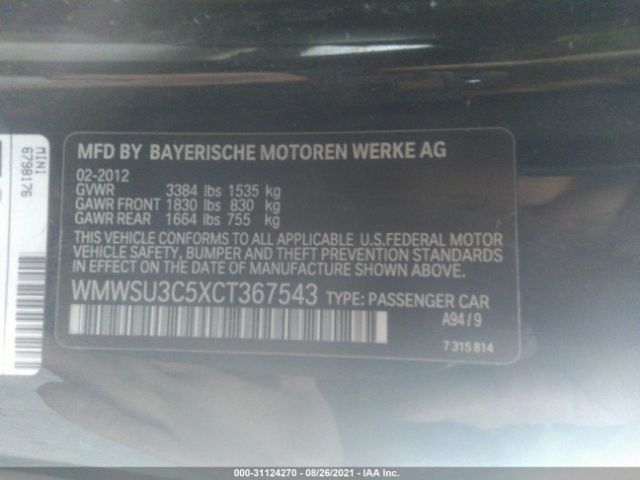 MINI
6798176
MFD BY BAYERISCHE MOTOREN WERKE AG
02-2012
GVWR 3384 lbs 1535 kg
GAWR FRONT 1830 lbs 830 kg
GAWR REAR 1664 lbs 755 kg
THIS VEHICLE CONFORMS TO ALL APPLICABLE U.S.FEDERAL MOTOR
VEHICLE SAFETY, BUMPER AND THEFT PREVENTION STANDARDS
IN EFFECT ON THE DATE OF MANUFACTURE SHOWN ABOVE.
WMWSU3C5XCT367543 TYPE: PASSENGER CAR
A94 / 9
7 315 814
000-31124270 - 08/26/2021 - IAA Inc.